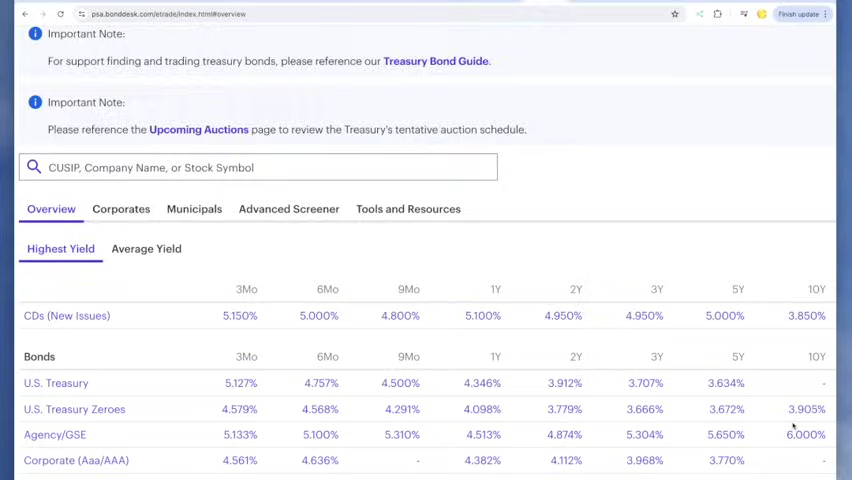 psa.bonddesk.com/etrade/index.html#overview
Finish update
Important Note:
For support finding and trading treasury bonds, please reference our Treasury Bond Guide.
Important Note:
Please reference the Upcoming Auctions page to review the Treasury's tentative auction schedule.
CUSIP, Company Name, or Stock Symbol
Overview Corporates Municipals Advanced Screener Tools and Resources
Highest Yield Average Yield
3Mo 6Mo 9Mo 1Y 2Y 3Y 5Y 10Y
CDs (New Issues) 5.150% 5.000% 4.800% 5.100% 4.950% 4.950% 5.000% 3.850%
Bonds 3Mo 6Mo 9Mo 1Y 2Y 3Y 5Y 10Y
U.S. Treasury 5.127% 4.757% 4.500% 4.346% 3.912% 3.707% 3.634% -
U.S. Treasury Zeroes 4.579% 4.568% 4.291% 4.098% 3.779% 3.666% 3.672% 3.905%
Agency/GSE 5.133% 5.100% 5.310% 4.513% 4.874% 5.304% 5.650% 6.000%
Corporate (Aaa/AAA) 4.561% 4.636% - 4.382% 4.112% 3.968% 3.770% -